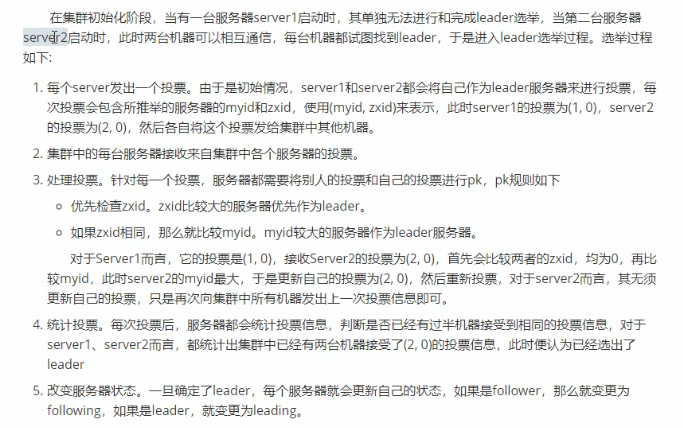 在集群初始化阶段，当有一台服务器server1启动时，其单独无法进行和完成leader选举，当第二台服务器
server2启动时，此时两台机器可以相互通信，每台机器都试图找到leader，于是进入leader选举过程。选举过程
如下:
1. 每个server发出一个投票。由于是初始情况，server1和server2都会将自己作为leader服务器来进行投票，每
次投票会包含所推举的服务器的myid和zxid，使用(myid, zxid)来表示，此时server1的投票为(1, 0)，server2
的投票为(2, 0)，然后各自将这个投票发给集群中其他机器。
2. 集群中的每台服务器接收来自集群中各个服务器的投票。
3. 处理投票。针对每一个投票，服务器都需要将别人的投票和自己的投票进行pk，pk规则如下
优先检查zxid。zxid比较大的服务器优先作为leader。
如果zxid相同，那么就比较myid。myid较大的服务器作为leader服务器。
对于Server1而言，它的投票是(1, 0)，接收Server2的投票为(2, 0)，首先会比较两者的zxid，均为0，再比
较myid，此时server2的myid最大，于是更新自己的投票为(2, 0)，然后重新投票，对于server2而言，其无须
更新自己的投票，只是再次向集群中所有机器发出上一次投票信息即可。
4. 统计投票。每次投票后，服务器都会统计投票信息，判断是否已经有过半机器接受到相同的投票信息，对于
server1、server2而言，都统计出集群中已经有两台机器接受了(2, 0)的投票信息，此时便认为已经选出了
leader
5. 改变服务器状态。一旦确定了leader，每个服务器就会更新自己的状态，如果是follower，那么就变更为
following，如果是leader，就变更为leading。